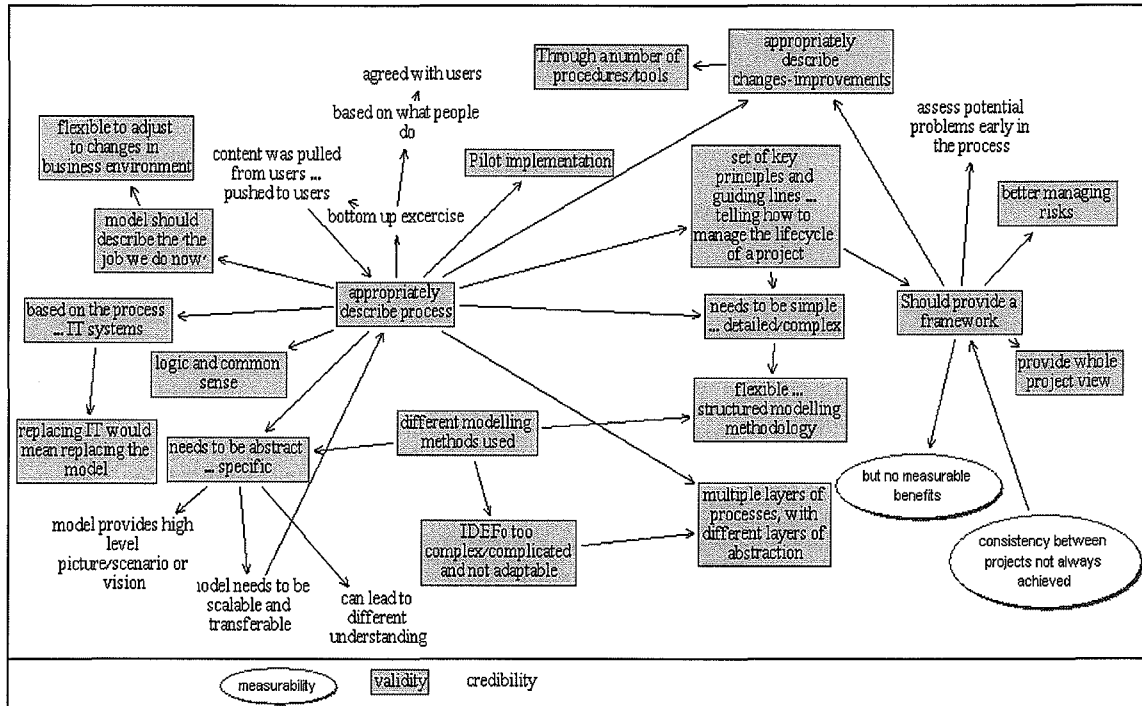 Through a number of
procedures/tools
appropriately
describe
changes-improvements
agreed with users
based on what people
do
assess potential
problems early in
the process
flexible to adjust
to changes in
business environment
content was pulled
from users ...
pushed to users
Pilot implementation
set of key
principles and
guiding lines ...
telling how to
manage the lifecycle
of a project
better managing
risks
bottom up excercise
model should
describe the 'the
job we do now'
appropriately
describe process
based on the process
... IT systems
needs to be simple
... detailed/complex
Should provide a
framework
logic and common
sense
provide whole
project view
flexible ...
structured modelling
methodology
replacing IT would
mean replacing the
model
needs to be abstract
... specific
different modelling
methods used
but no measurable
benefits
multiple layers of
processes, with
different layers of
abstraction
model provides high
level
picture/scenario or
vision
IDEF0 too
complex/complicated
and not adaptable
consistency between
projects not always
achieved
odel needs to be
scalable and
transferable
can lead to
different
understanding
measurability
validity
credibility